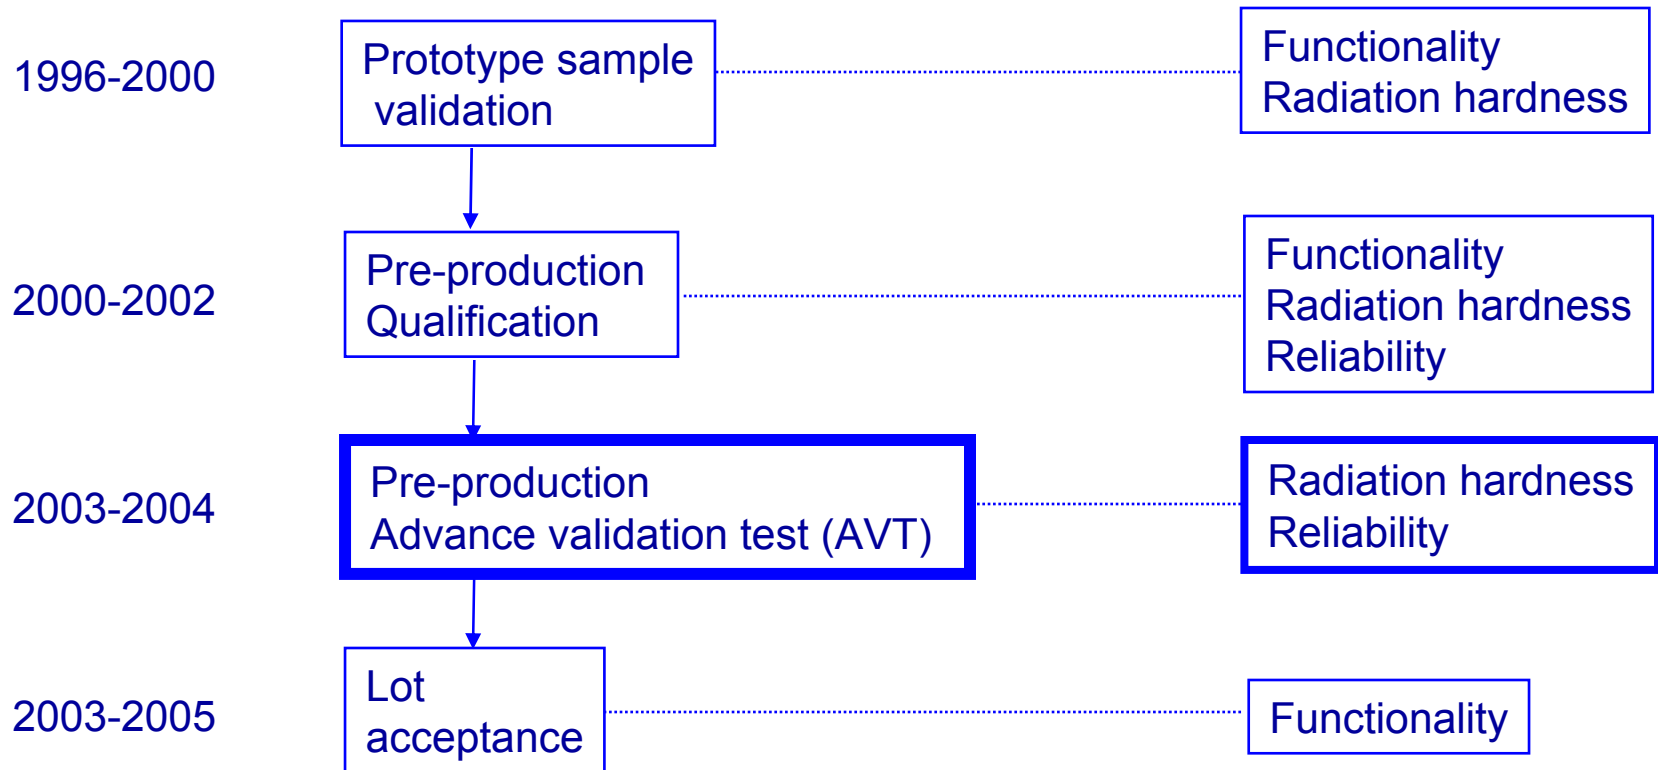 1996-2000
Prototype sample
validation
Functionality
Radiation hardness
2000-2002
Pre-production
Qualification
Functionality
Radiation hardness
Reliability
2003-2004
Pre-production
Advance validation test (AVT)
Radiation hardness
Reliability
2003-2005
Lot
acceptance
Functionality